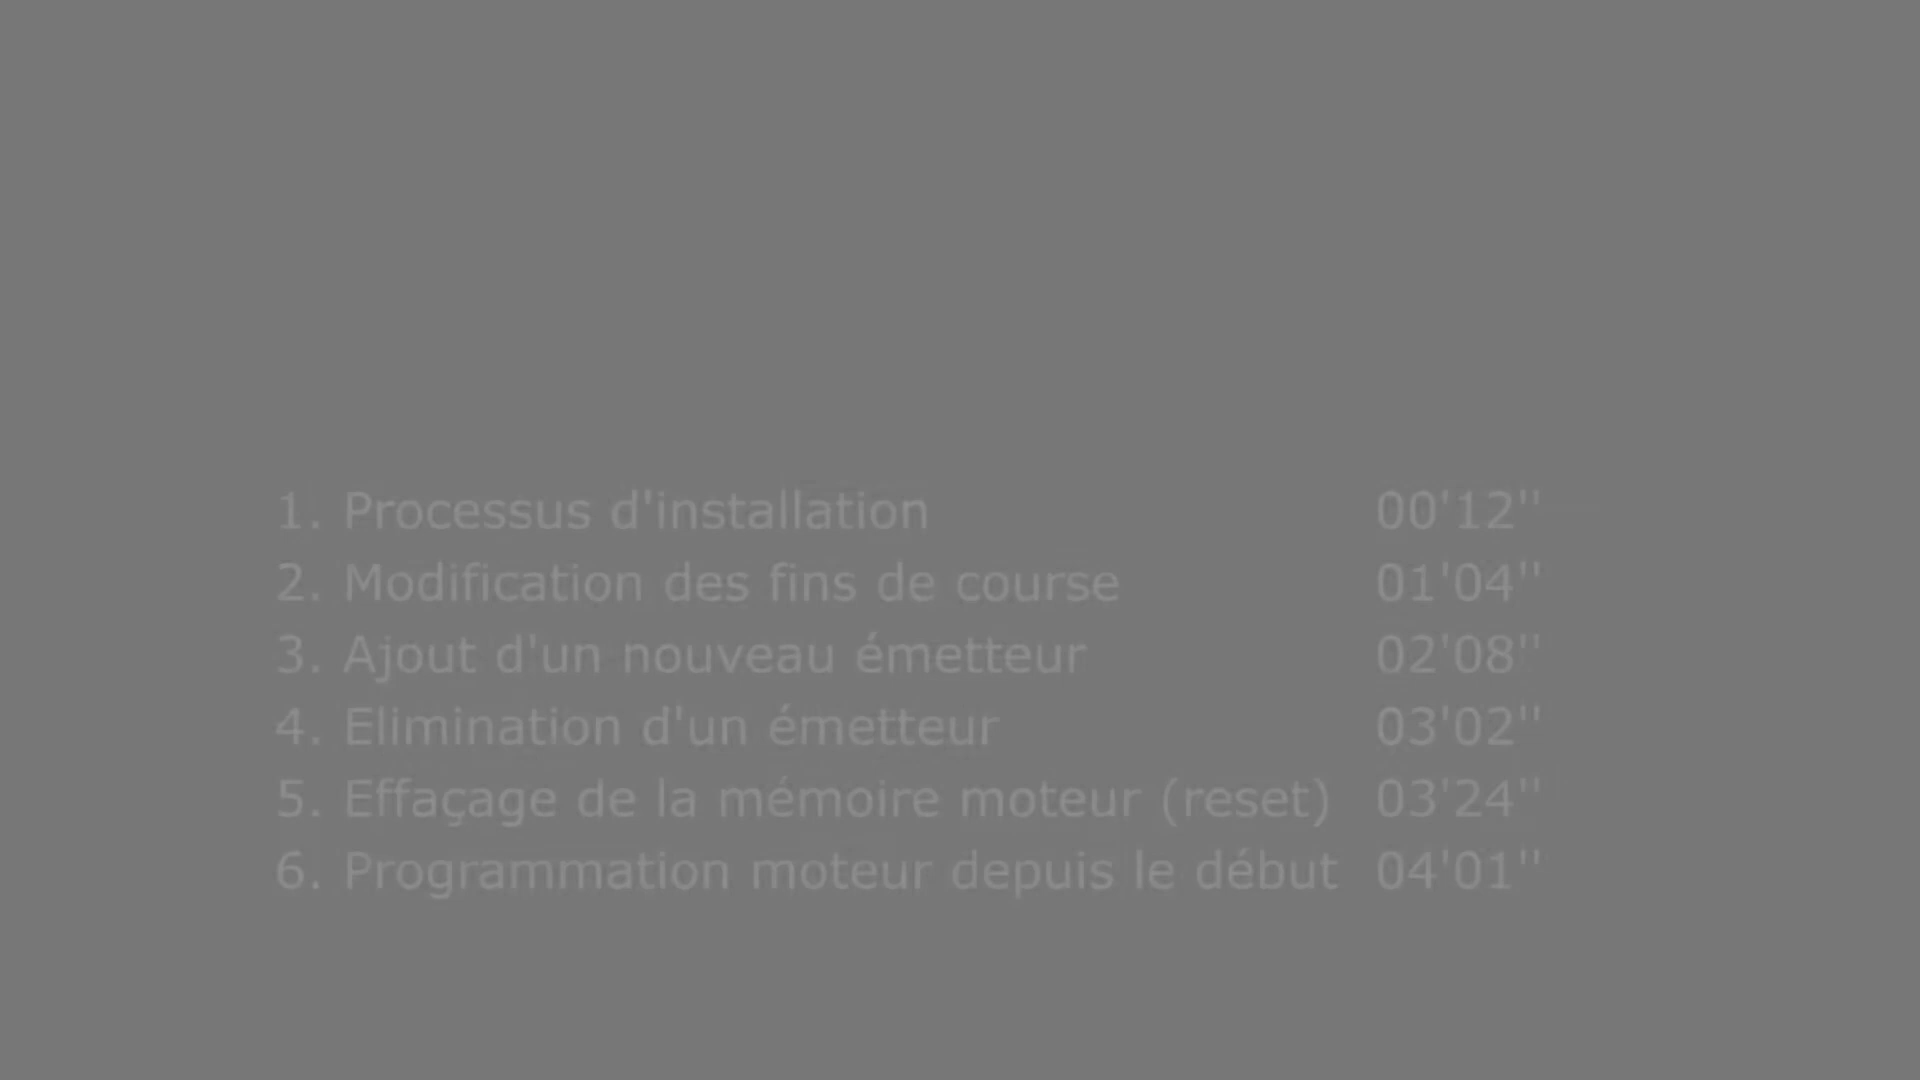 1. Processus d'installation 00'12''
2. Modification des fins de course 01'04''
3. Ajout d'un nouveau émetteur 02'08''
4. Elimination d'un émetteur 03'02''
5. Effaçage de la mémoire moteur (reset) 03'24''
6. Programmation moteur depuis le début 04'01''